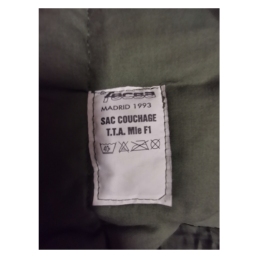 MADRID 1993
SAC COUCHAGE
T.T.A. Mle F1